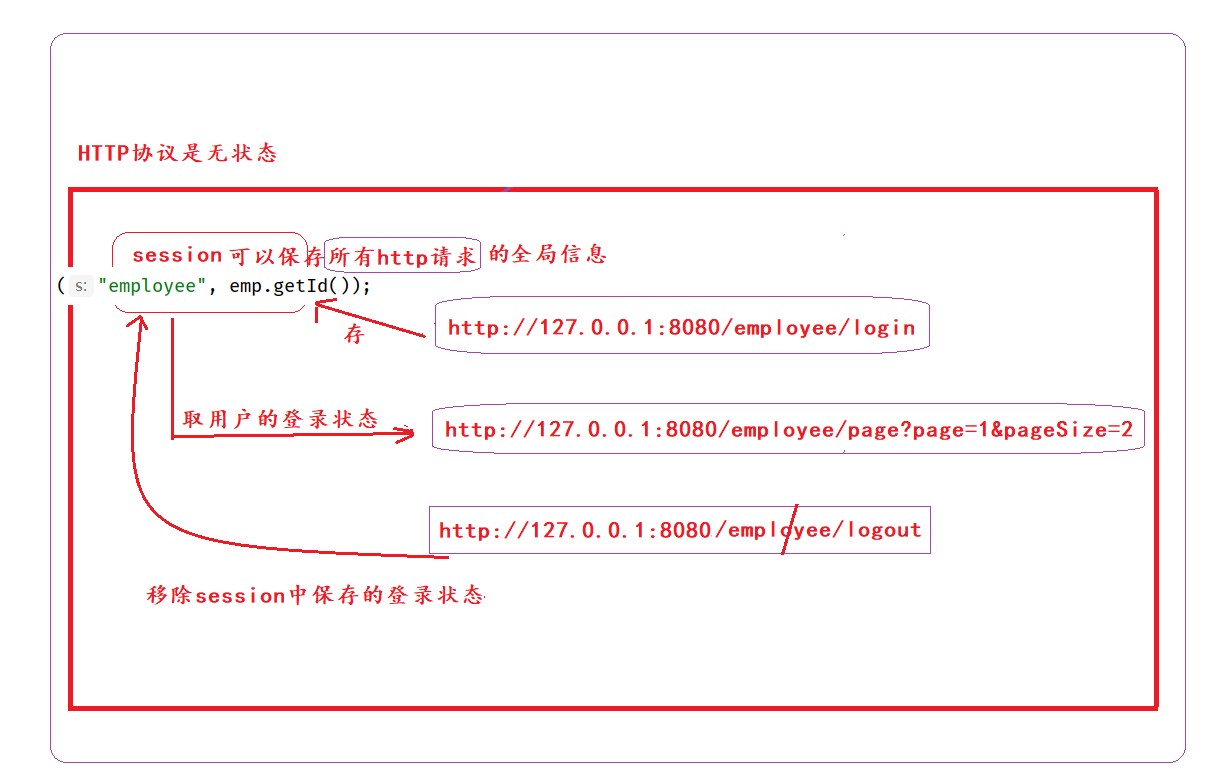 HTTP协议是无状态
session可以保存所有http请求的全局信息
( s: "employee", emp.getId());
http://127.0.0.1:8080/employee/login
存
取用户的登录状态
http://127.0.0.1:8080/employee/page?page=1&pageSize=2
http://127.0.0.1:8080/employee/logout
移除session中保存的登录状态